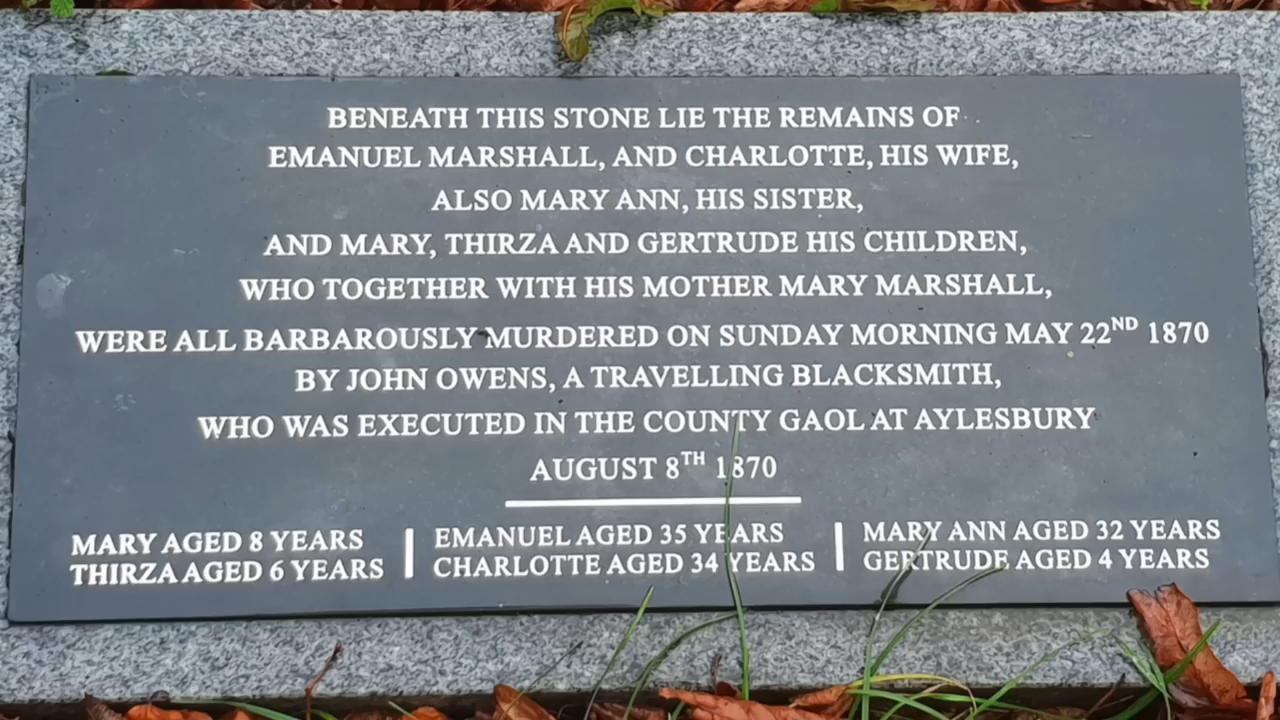 BENEATH THIS STONE LIE THE REMAINS OF
EMANUEL MARSHALL, AND CHARLOTTE, HIS WIFE,
ALSO MARY ANN, HIS SISTER,
AND MARY, THIRZA AND GERTRUDE HIS CHILDREN,
WHO TOGETHER WITH HIS MOTHER MARY MARSHALL,
WERE ALL BARBAROUSLY MURDERED ON SUNDAY MORNING MAY 22ND 1870
BY JOHN OWENS, A TRAVELLING BLACKSMITH,
WHO WAS EXECUTED IN THE COUNTY GAOL AT AYLESBURY
AUGUST 8TH 1870
MARY AGED 8 YEARS
THIRZA AGED 6 YEARS
EMANUEL AGED 35 YEARS
CHARLOTTE AGED 34 YEARS
MARY ANN AGED 32 YEARS
GERTRUDE AGED 4 YEARS